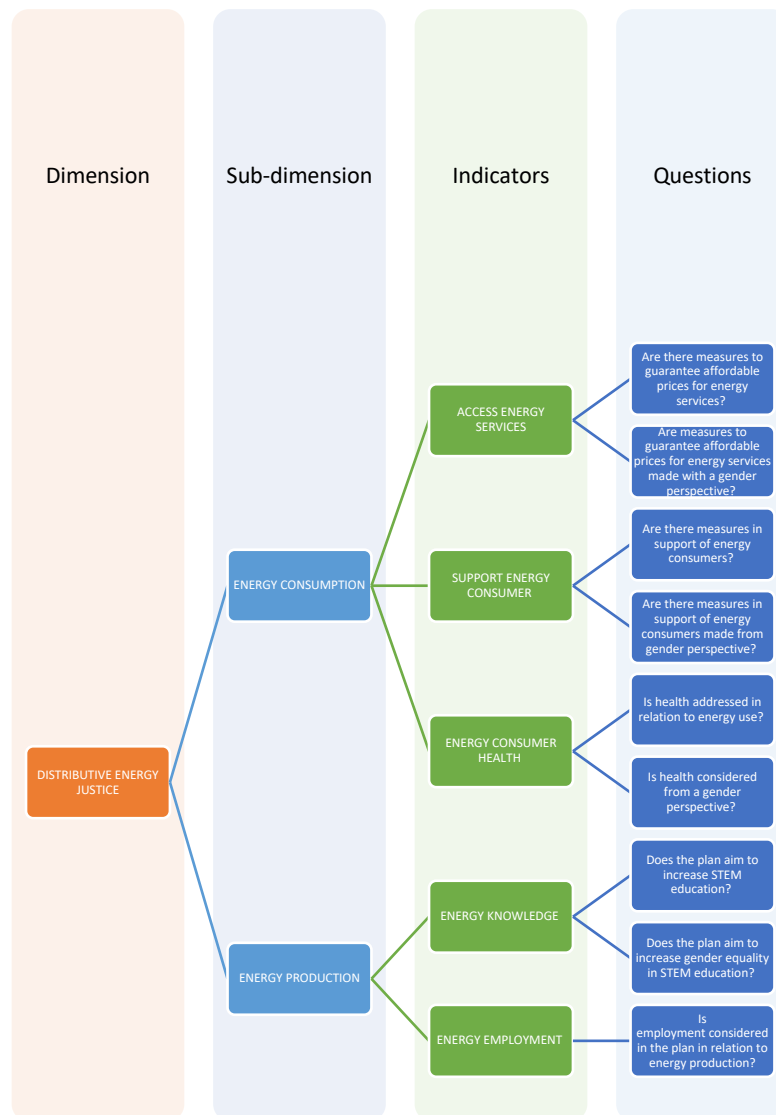 Dimension
Sub-dimension
Indicators
Questions
DISTRIBUTIVE ENERGY
JUSTICE
ENERGY CONSUMPTION
ENERGY PRODUCTION
ACCESS ENERGY
SERVICES
SUPPORT ENERGY
CONSUMER
ENERGY CONSUMER
HEALTH
ENERGY KNOWLEDGE
ENERGY EMPLOYMENT
Are there measures to
guarantee affordable
prices for energy
services?
Are measures to
guarantee affordable
prices for energy services
made with a gender
perspective?
Are there measures in
support of energy
consumers?
Are there measures in
support of energy
consumers made from
gender perspective?
Is health addressed in
relation to energy use?
Is health considered
from a gender
perspective?
Does the plan aim to
increase STEM
education?
Does the plan aim to
increase gender equality
in STEM education?
Is
employment considered
in the plan in relation to
energy production?